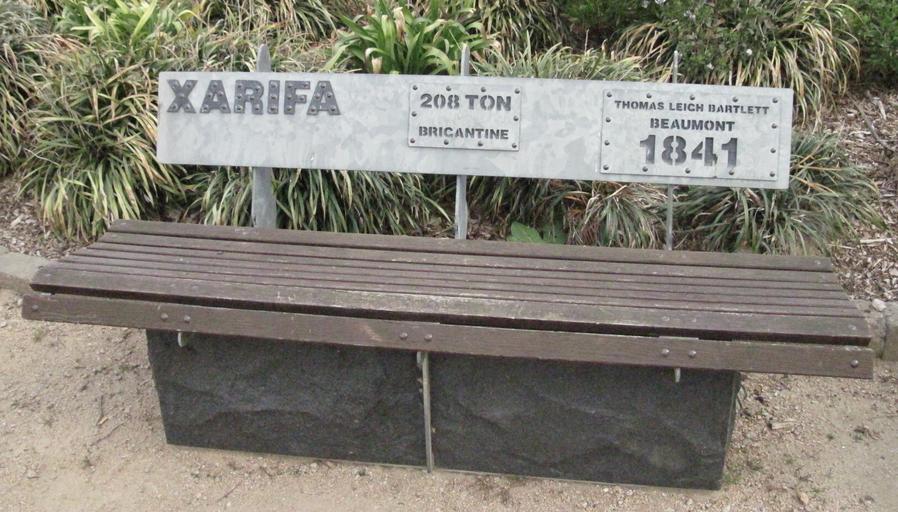 XARIFA
208 TON
BRIGANTINE
THOMAS LEIGH BARTLETT
BEAUMONT
1841